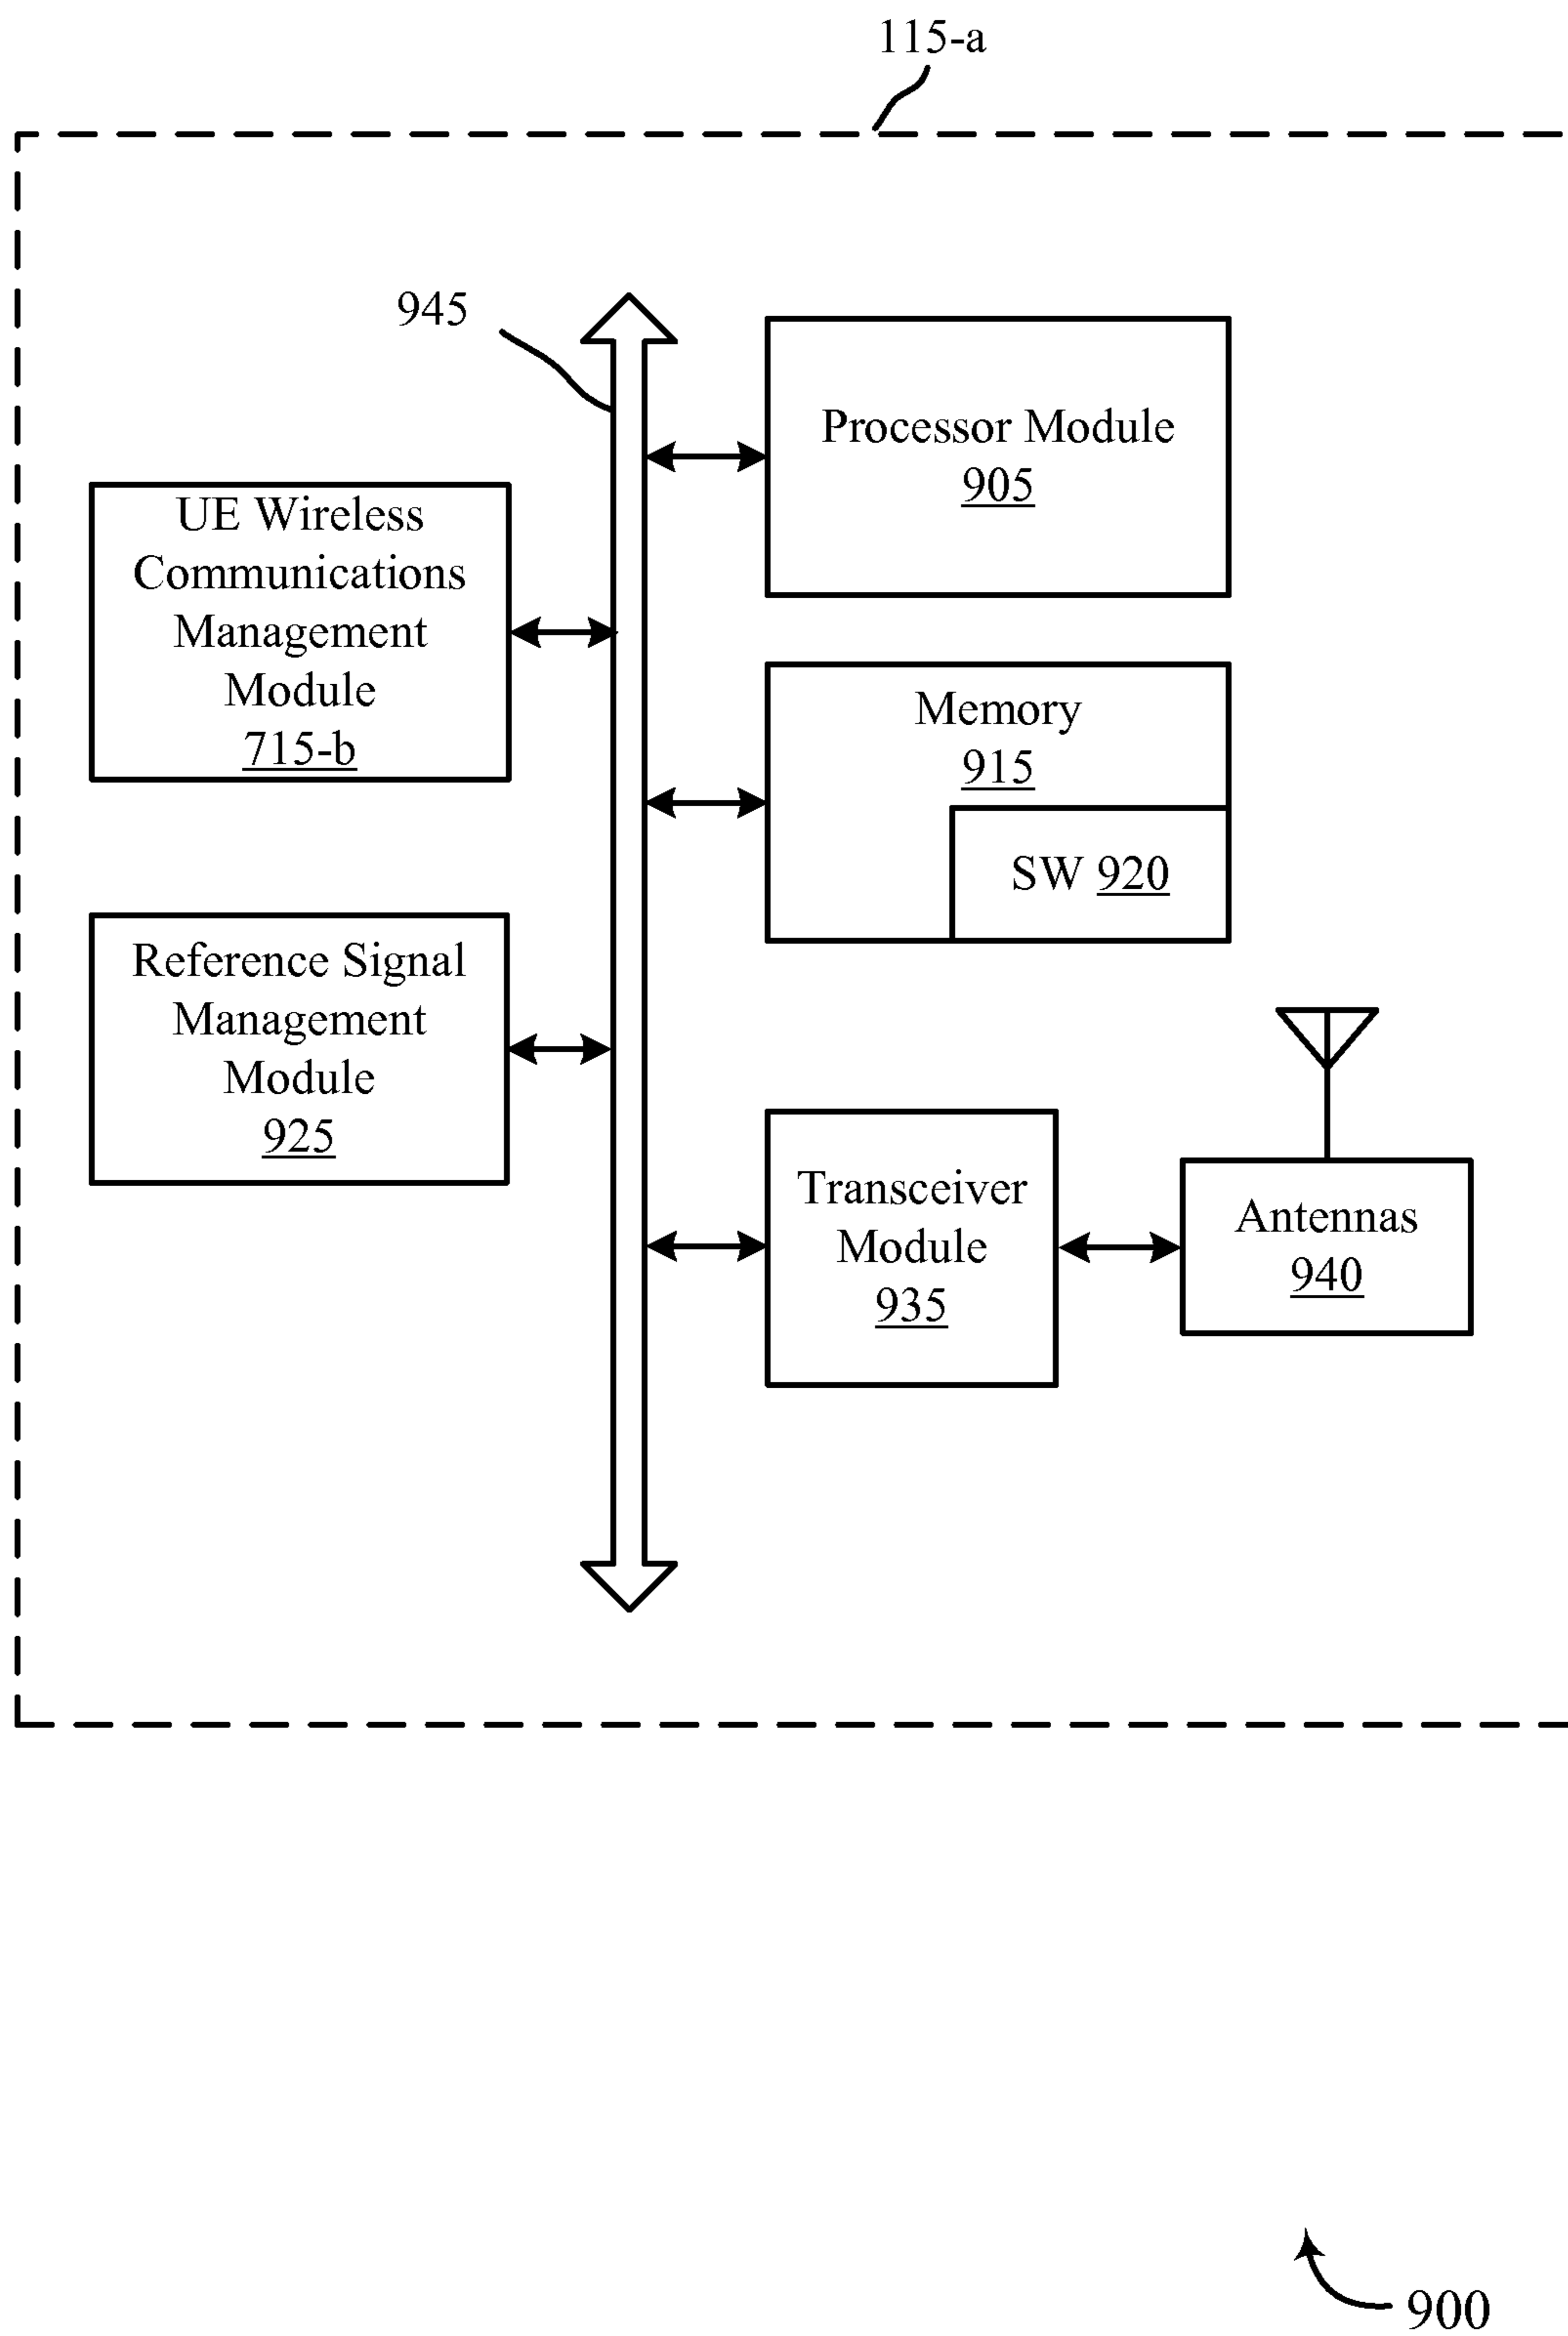 115-a
945
Processor Module
905
UE Wireless
Communications
Management
Module
715-b
Memory
915
SW 920
Reference Signal
Management
Module
925
Transceiver
Module
935
Antennas
940
900